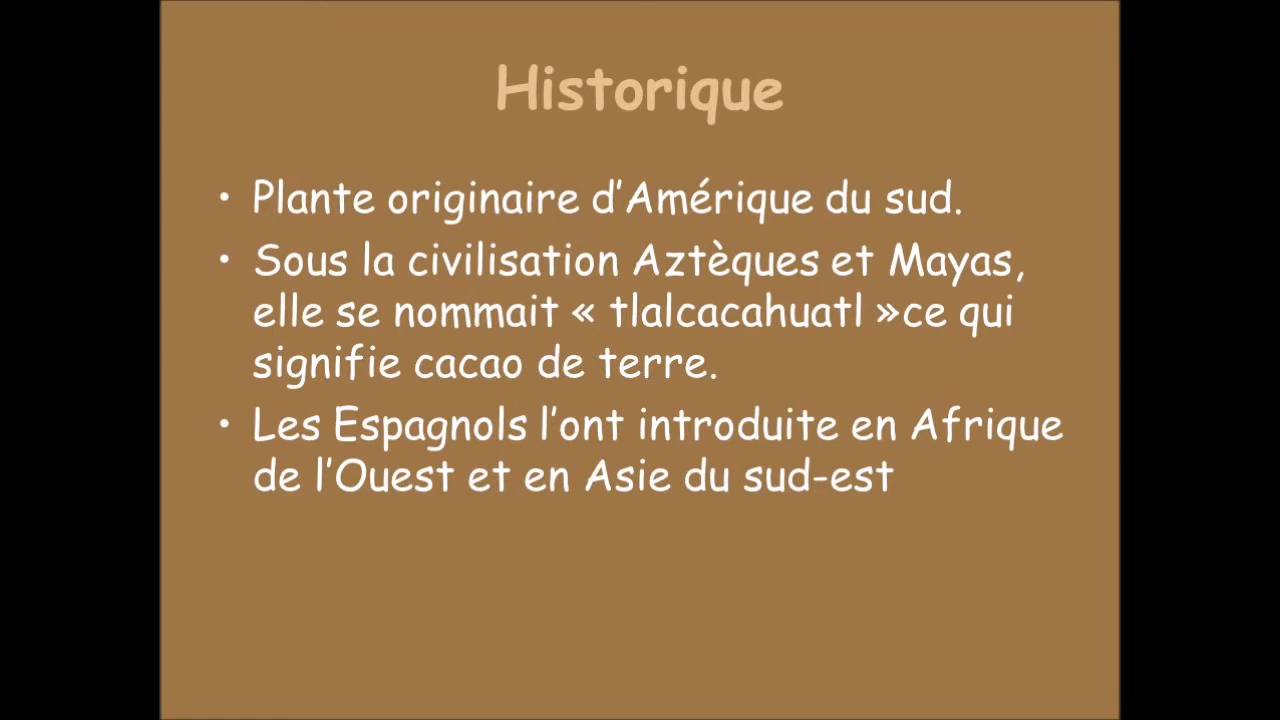 Historique
• Plante originaire d’Amérique du sud.
• Sous la civilisation Aztèques et Mayas,
elle se nommait « tlalcacahuatl »ce qui
signifie cacao de terre.
• Les Espagnols l’ont introduite en Afrique
de l’Ouest et en Asie du sud-est